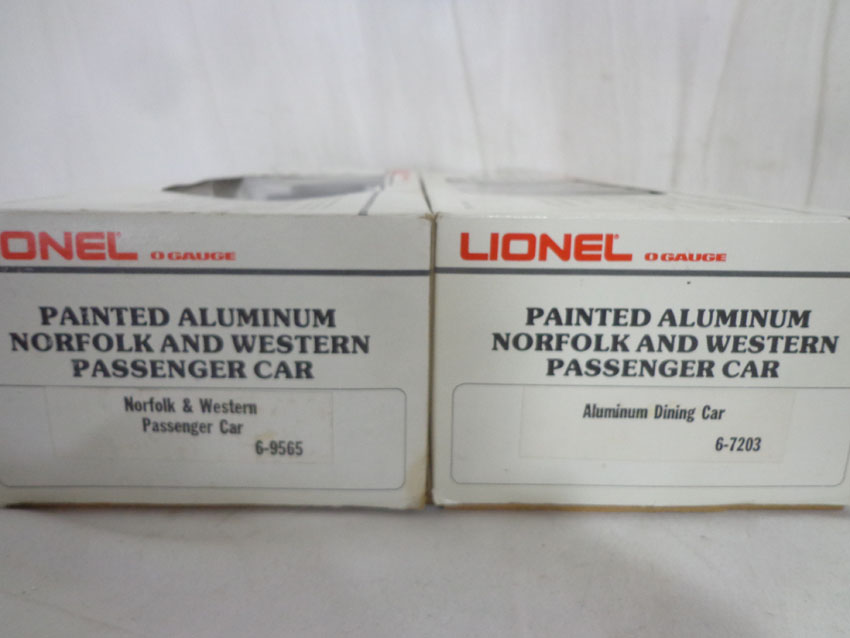 ONEL O GAUGE
PAINTED ALUMINUM
NORFOLK AND WESTERN
PASSENGER CAR
Norfolk & Western
Passenger Car
6-9565
LIONEL® O GAUGE
PAINTED ALUMINUM
NORFOLK AND WESTERN
PASSENGER CAR
Aluminum Dining Car
6-7203